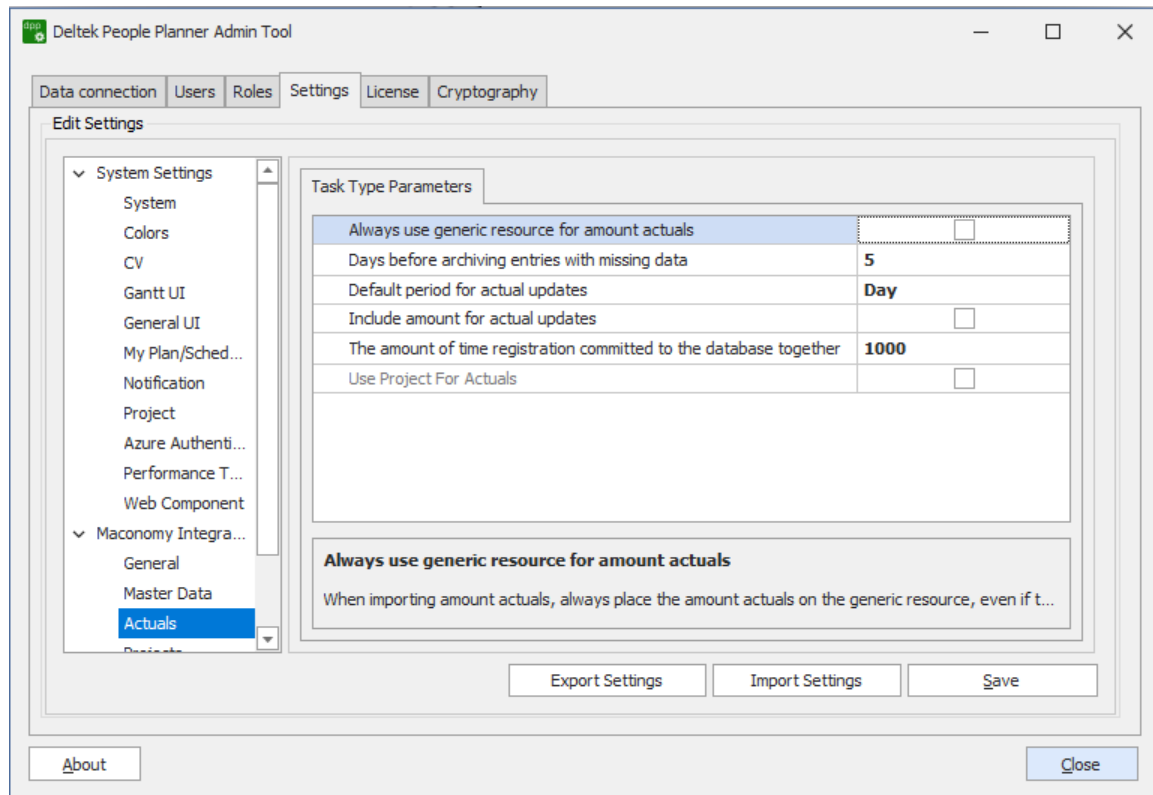 dpp
Deltek People Planner Admin Tool
Data connection Users Roles Settings License Cryptography
Edit Settings
System Settings
System
Colors
CV
Gantt UI
General UI
My Plan/Sched...
Notification
Project
Azure Authenti...
Performance T...
Web Component
Maconomy Integra...
General
Master Data
Actuals
Projects
Task Type Parameters
Always use generic resource for amount actuals
Days before archiving entries with missing data 5
Default period for actual updates Day
Include amount for actual updates
The amount of time registration committed to the database together 1000
Use Project For Actuals
Always use generic resource for amount actuals
When importing amount actuals, always place the amount actuals on the generic resource, even if t...
Export Settings Import Settings Save
About Close